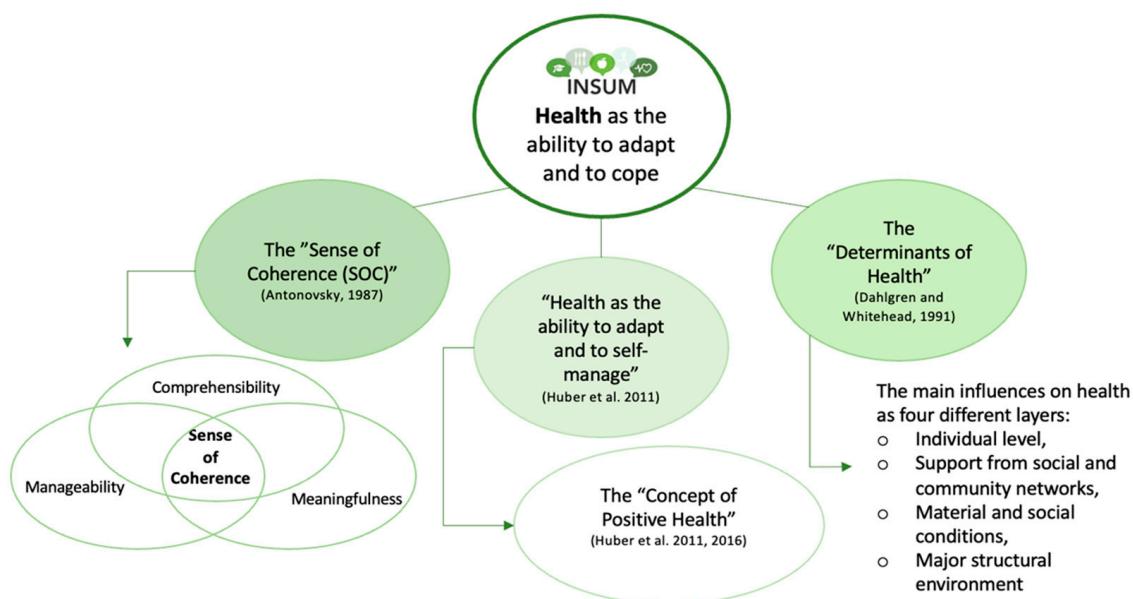 INSUM
Health as the
ability to adapt
and to cope
The ”Sense of
Coherence (SOC)”
(Antonovsky, 1987)
“Health as the
ability to adapt
and to self-
manage”
(Huber et al. 2011)
The
“Determinants of
Health”
(Dahlgren and
Whitehead, 1991)
Comprehensibility
Sense
of
Coherence
Manageability
Meaningfulness
The “Concept of
Positive Health”
(Huber et al. 2011, 2016)
The main influences on health
as four different layers:
o Individual level,
o Support from social and
community networks,
o Material and social
conditions,
o Major structural
environment